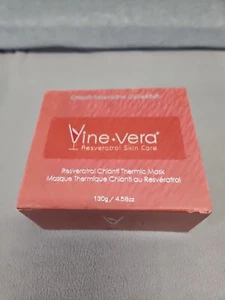 Vine·vera®
Resveratrol Skin Care
Resveratrol Chianti Thermic Mask
Masque Thermique Chianti au Resvératrol
130g / 4.58oz